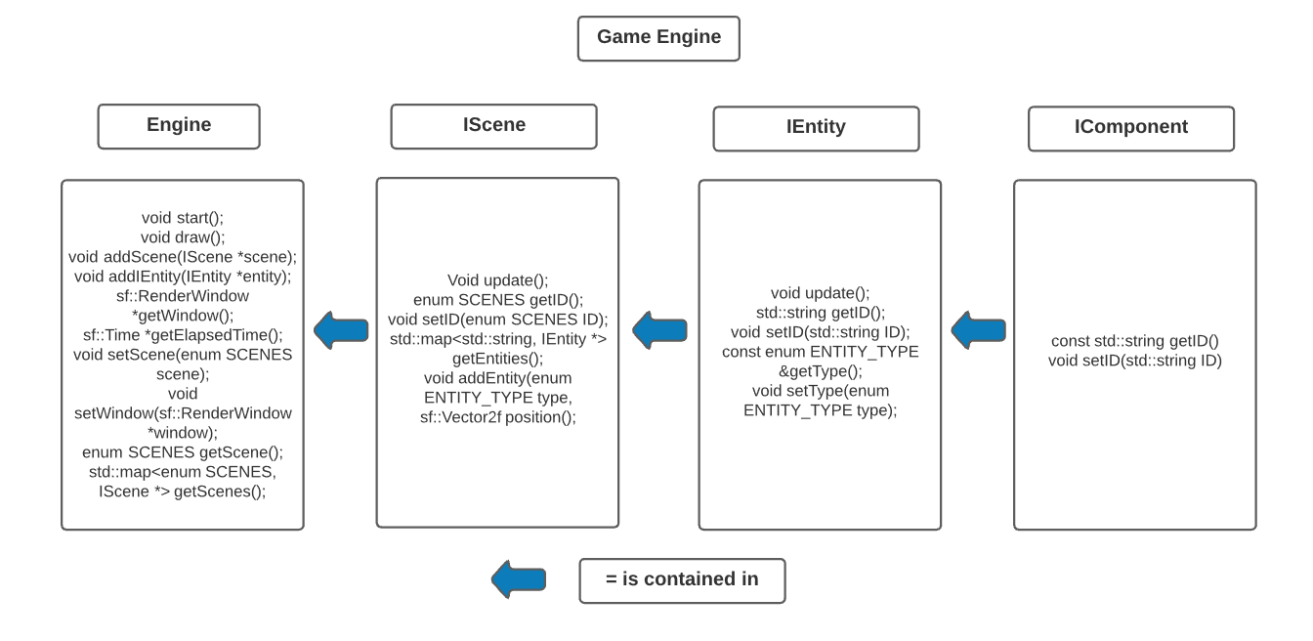 Game Engine
Engine
IScene
IEntity
IComponent
void start();
void draw();
void addScene(IScene *scene);
void addIEntity(IEntity *entity);
sf::RenderWindow
*getWindow();
sf::Time *getElapsedTime();
void setScene(enum SCENES
scene);
void
setWindow(sf::RenderWindow
*window);
enum SCENES getScene();
std::map<enum SCENES,
IScene *> getScenes();
Void update();
enum SCENES getID();
void setID(enum SCENES ID);
std::map<std::string, IEntity *>
getEntities();
void addEntity(enum
ENTITY_TYPE type,
sf::Vector2f position();
void update();
std::string getID();
void setID(std::string ID);
const enum ENTITY_TYPE
&getType();
void setType(enum
ENTITY_TYPE type);
const std::string getID()
void setID(std::string ID)
= is contained in